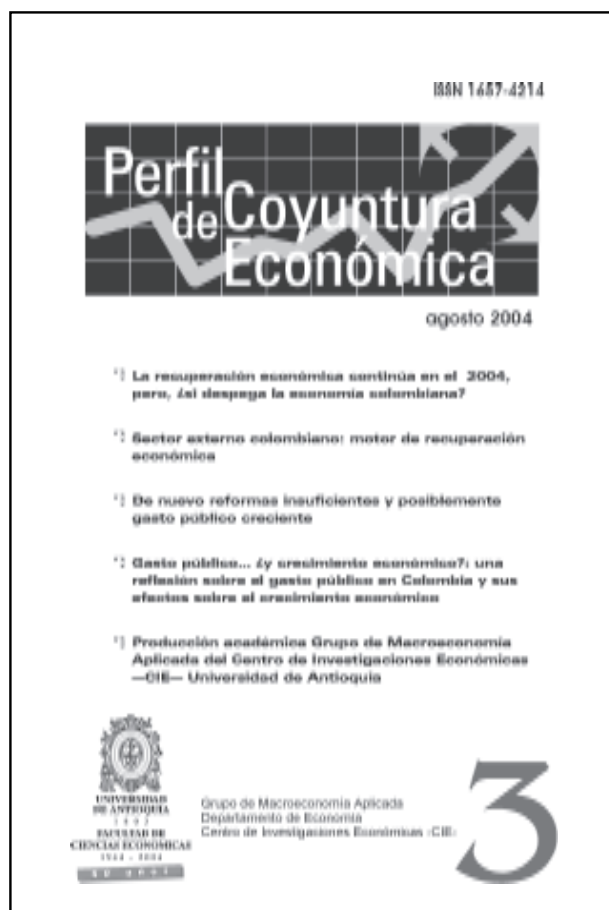 ISSN 1657-4214
Perfil
de Coyuntura
Económica
agosto 2004
*] La recuperación económica continúa en el 2004,
pero, ¿si despega la economía colombiana?
*] Sector externo colombiano: motor de recuperación
económica
*] De nuevo reformas insuficientes y posiblemente
gasto público creciente
*] Gasto público... ¿y crecimiento económico?: una
reflexión sobre el gasto público en Colombia y sus
efectos sobre el crecimiento económico
*] Producción académica Grupo de Macroeconomía
Aplicada del Centro de Investigaciones Económicas
—CIE— Universidad de Antioquia
UNIVERSIDAD
DE ANTIOQUIA
1803
FACULTAD DE
CIENCIAS ECONÓMICAS
1944 - 2004
Grupo de Macroeconomía Aplicada
Departamento de Economía
Centro de Investigaciones Económicas -CIE-
3